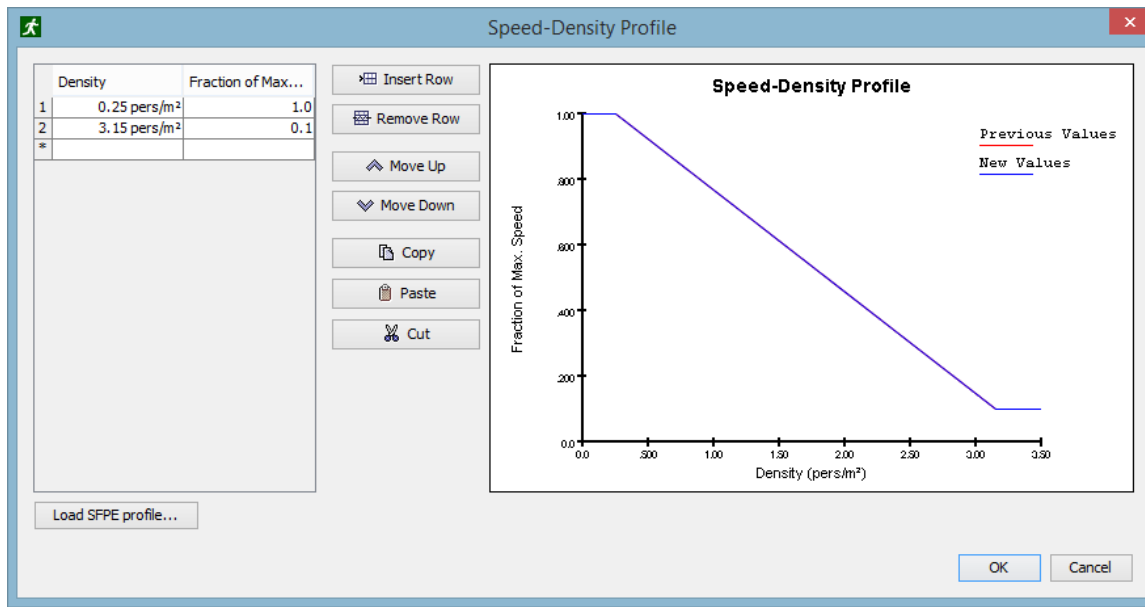 Speed-Density Profile
Density Fraction of Max...
1 0.25 pers/m² 1.0
2 3.15 pers/m² 0.1
*
Insert Row
Remove Row
Move Up
Move Down
Copy
Paste
Cut
Load SFPE profile...
Speed-Density Profile
Previous Values
New Values
Fraction of Max. Speed
1.00
.800
.600
.400
.200
0.0
0.0 .500 1.00 1.50 2.00 2.50 3.00 3.50
Density (pers/m²)
OK Cancel